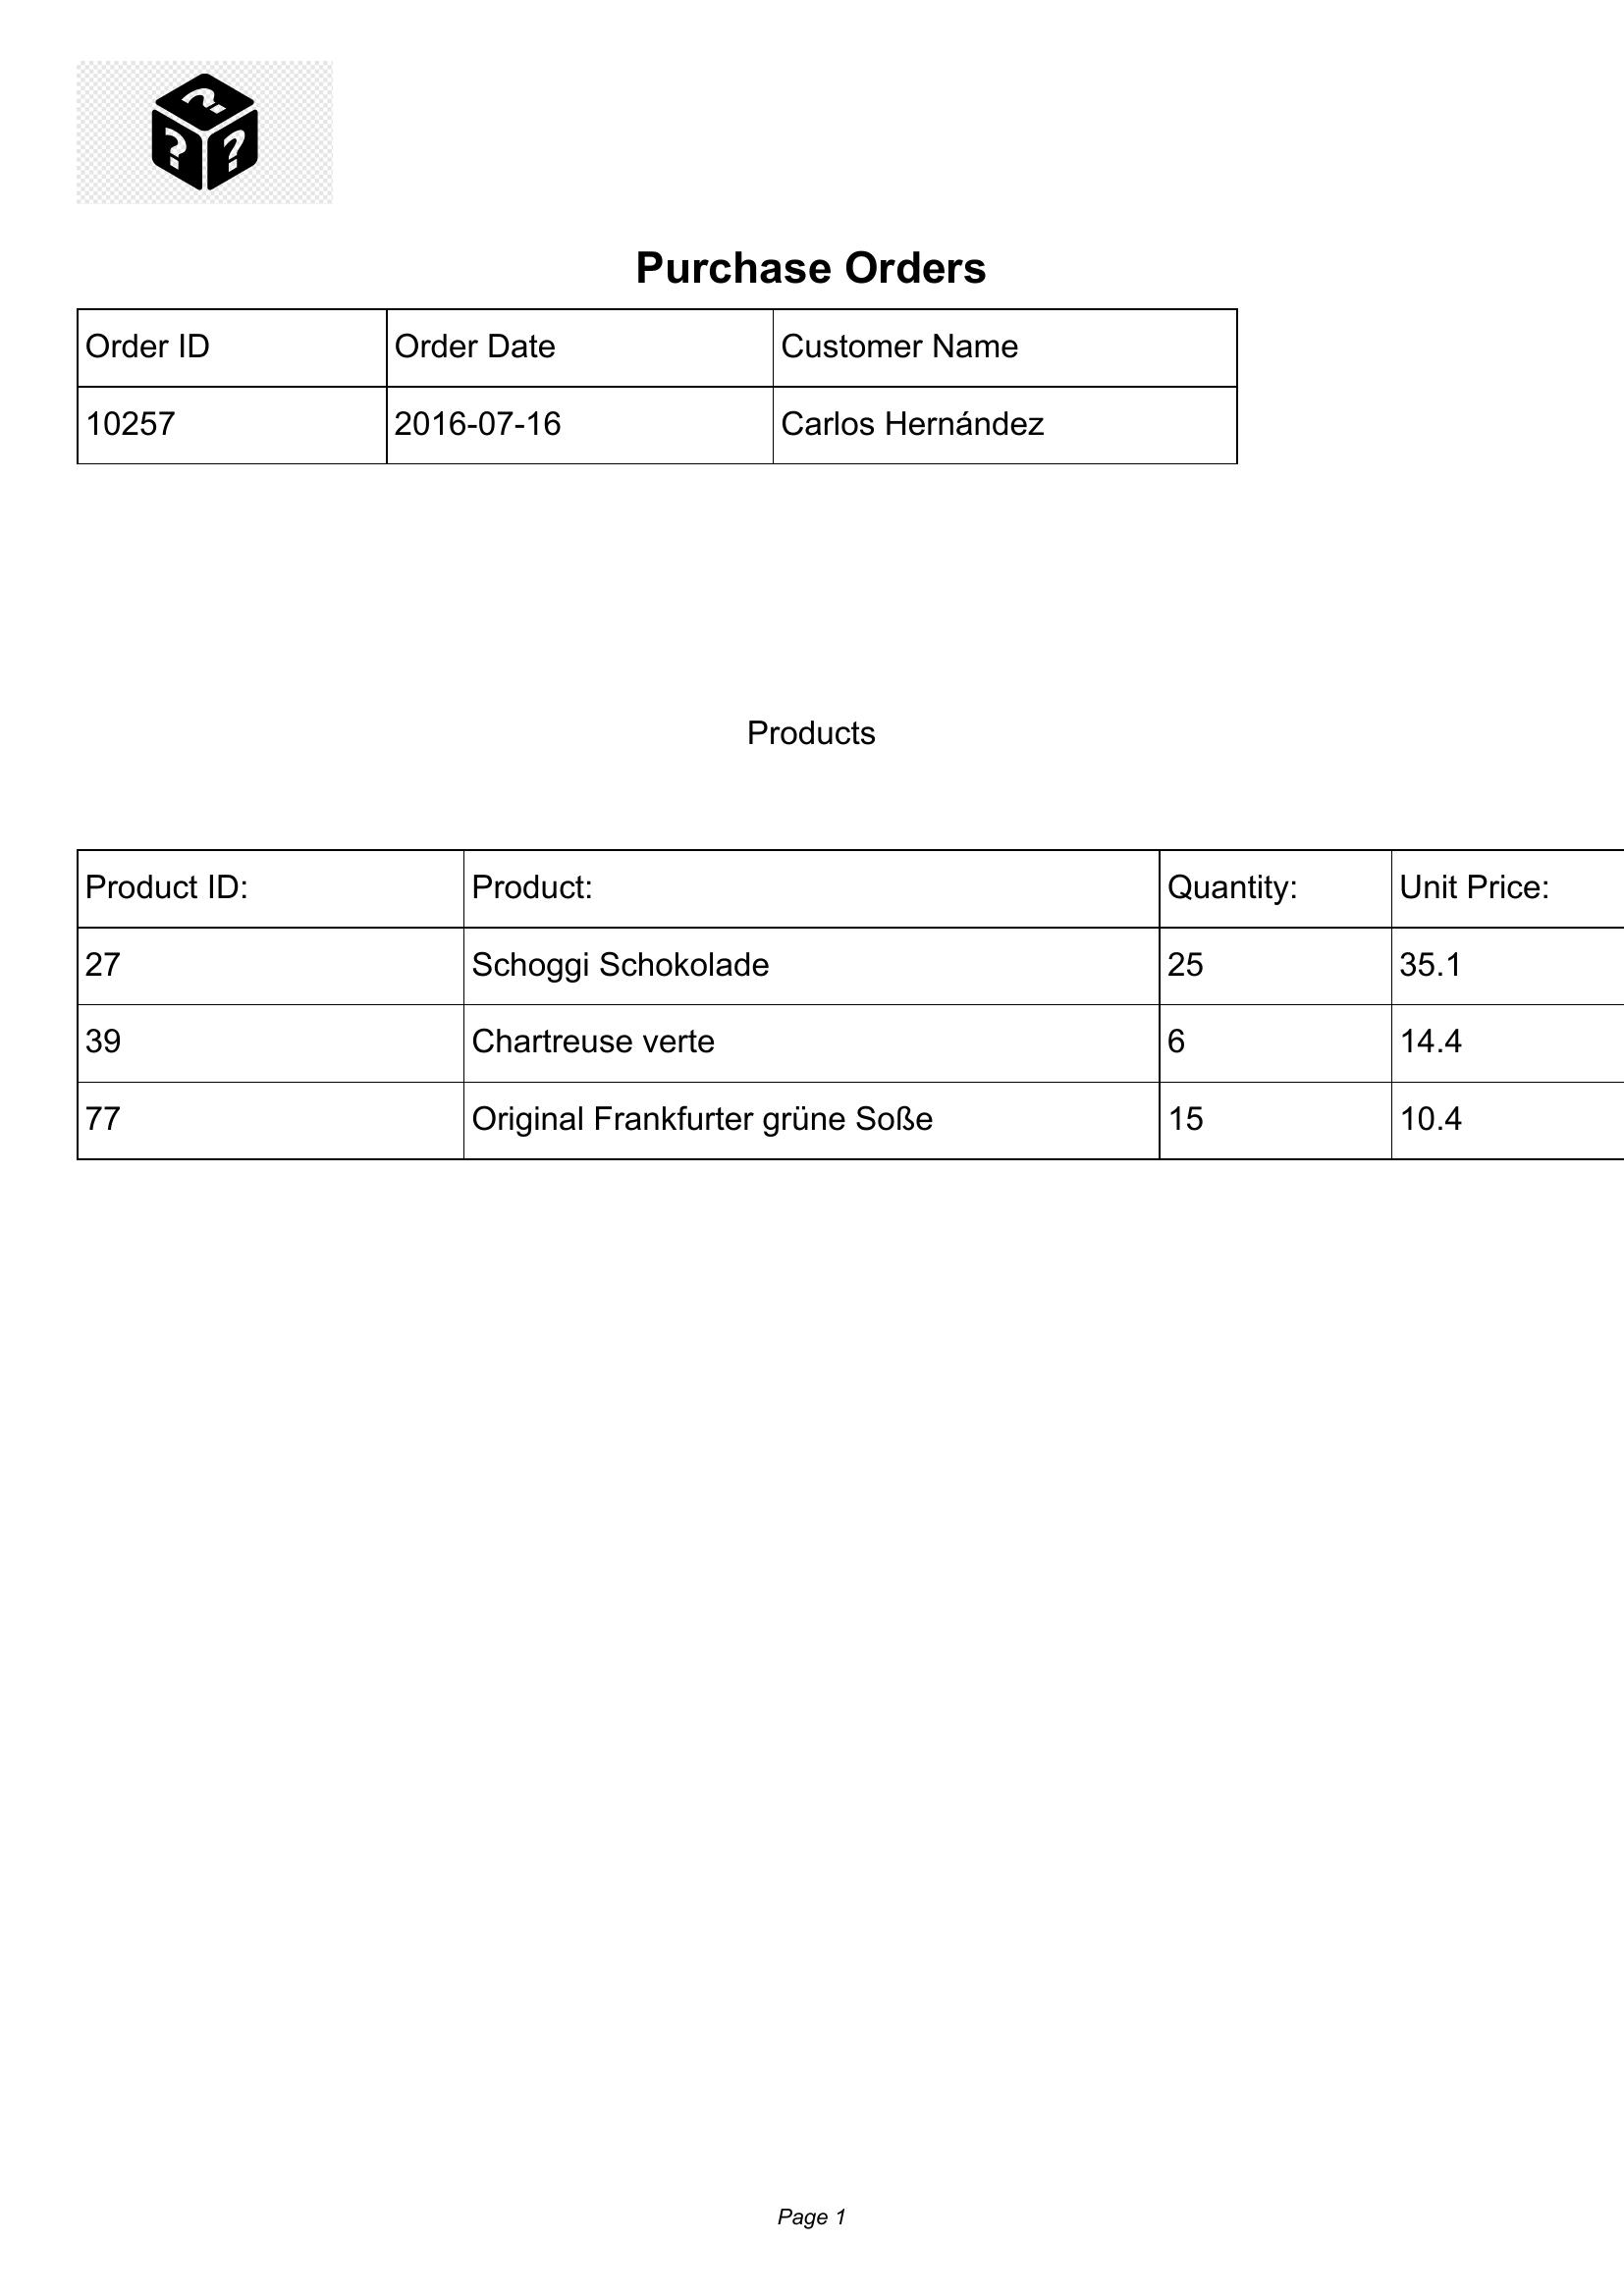 Purchase Orders
Order ID Order Date Customer Name
10257 2016-07-16 Carlos Hernández
Products
Product ID: Product: Quantity: Unit Price:
27 Schoggi Schokolade 25 35.1
39 Chartreuse verte 6 14.4
77 Original Frankfurter grüne Soße 15 10.4
Page 1